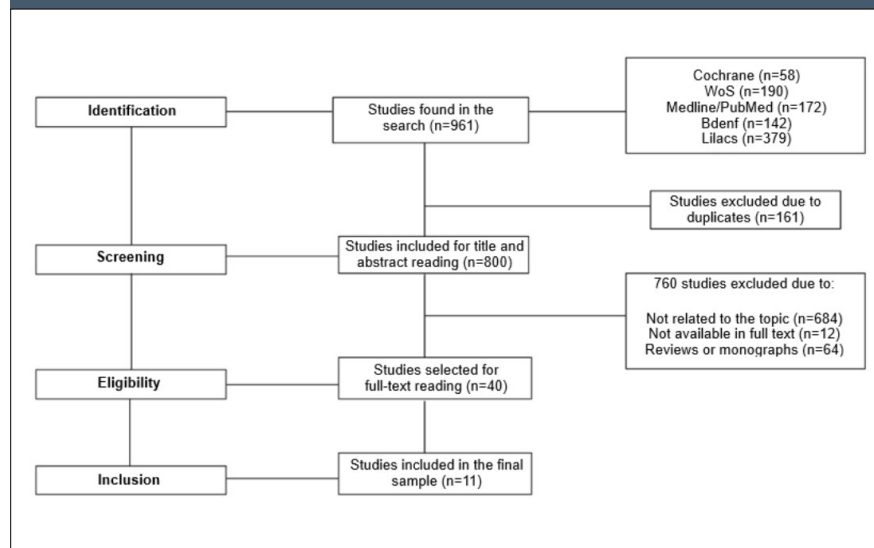 Identification
Studies found in the
search (n=961)
Cochrane (n=58)
WoS (n=190)
Medline/PubMed (n=172)
Bdenf (n=142)
Lilacs (n=379)
Studies excluded due to
duplicates (n=161)
Screening
Studies included for title and
abstract reading (n=800)
760 studies excluded due to:
Not related to the topic (n=684)
Not available in full text (n=12)
Reviews or monographs (n=64)
Eligibility
Studies selected for
full-text reading (n=40)
Inclusion
Studies included in the final
sample (n=11)